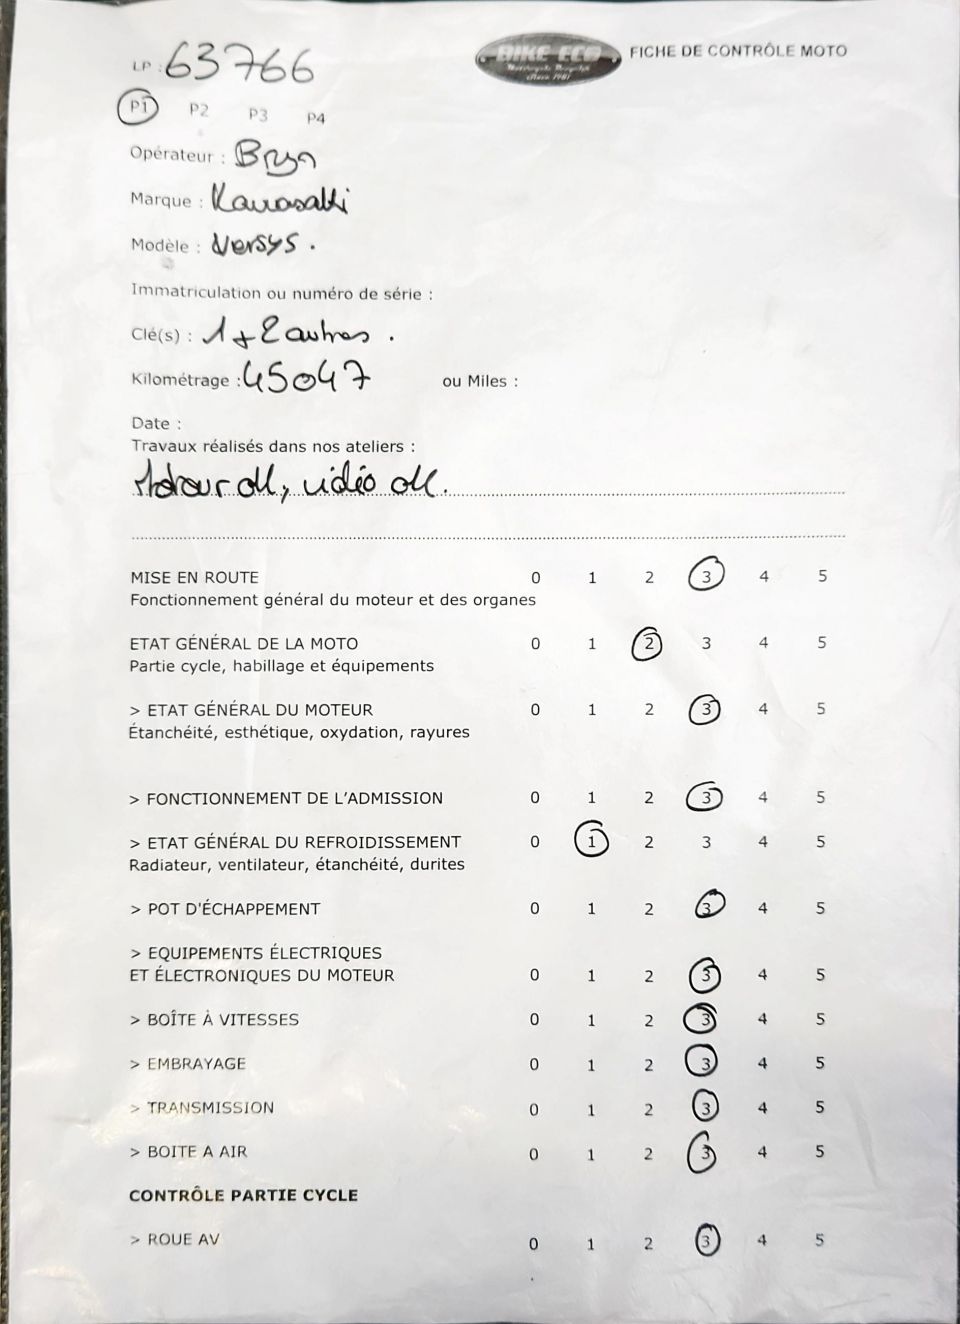 LP : 63766
BIKE ECO
Since 1981
FICHE DE CONTRÔLE MOTO
P1 P2 P3 P4
Opérateur :
Marque : Kawasaki
Modèle : Versys.
Immatriculation ou numéro de série :
Clé(s) : 1 + 2 autres.
Kilométrage : 45047 ou Miles :
Date :
Travaux réalisés dans nos ateliers :
Moteur ok, vidéo ok.
MISE EN ROUTE 0 1 2 3 4 5
Fonctionnement général du moteur et des organes
ETAT GÉNÉRAL DE LA MOTO 0 1 2 3 4 5
Partie cycle, habillage et équipements
> ETAT GÉNÉRAL DU MOTEUR 0 1 2 3 4 5
Étanchéité, esthétique, oxydation, rayures
> FONCTIONNEMENT DE L'ADMISSION 0 1 2 3 4 5
> ETAT GÉNÉRAL DU REFROIDISSEMENT 0 1 2 3 4 5
Radiateur, ventilateur, étanchéité, durites
> POT D'ÉCHAPPEMENT 0 1 2 3 4 5
> EQUIPEMENTS ÉLECTRIQUES
ET ÉLECTRONIQUES DU MOTEUR 0 1 2 3 4 5
> BOÎTE À VITESSES 0 1 2 3 4 5
> EMBRAYAGE 0 1 2 3 4 5
> TRANSMISSION 0 1 2 3 4 5
> BOITE A AIR 0 1 2 3 4 5
CONTRÔLE PARTIE CYCLE
> ROUE AV 0 1 2 3 4 5